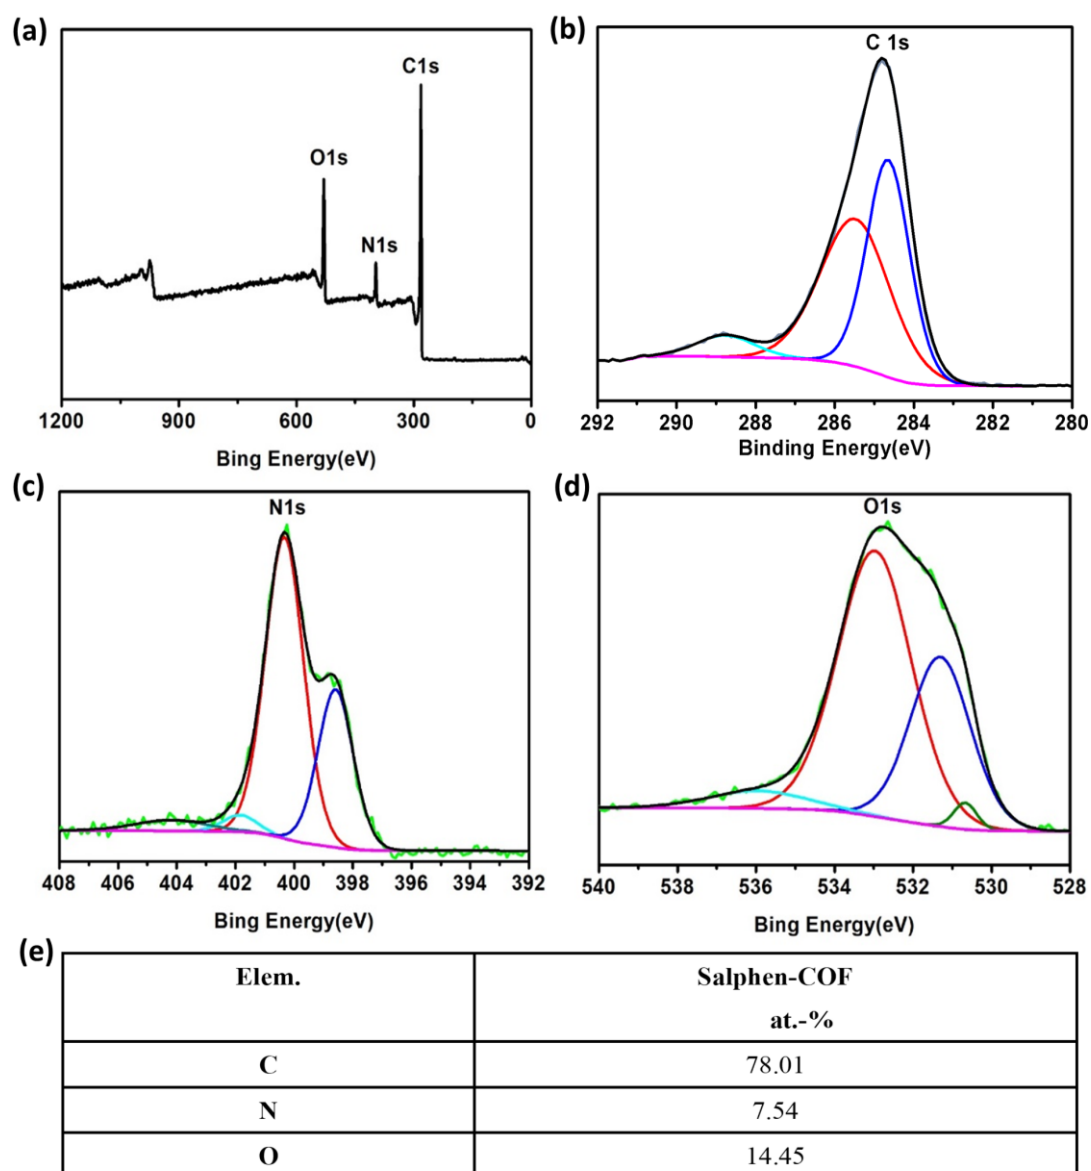 (a)
C1s
O1s
N1s
1200 900 600 300 0
Bing Energy(eV)
(b)
C 1s
292 290 288 286 284 282 280
Binding Energy(eV)
(c)
N1s
408 406 404 402 400 398 396 394 392
Bing Energy(eV)
(d)
O1s
540 538 536 534 532 530 528
Bing Energy(eV)
(e)
Elem. Salphen-COF
at.-%
C 78.01
N 7.54
O 14.45